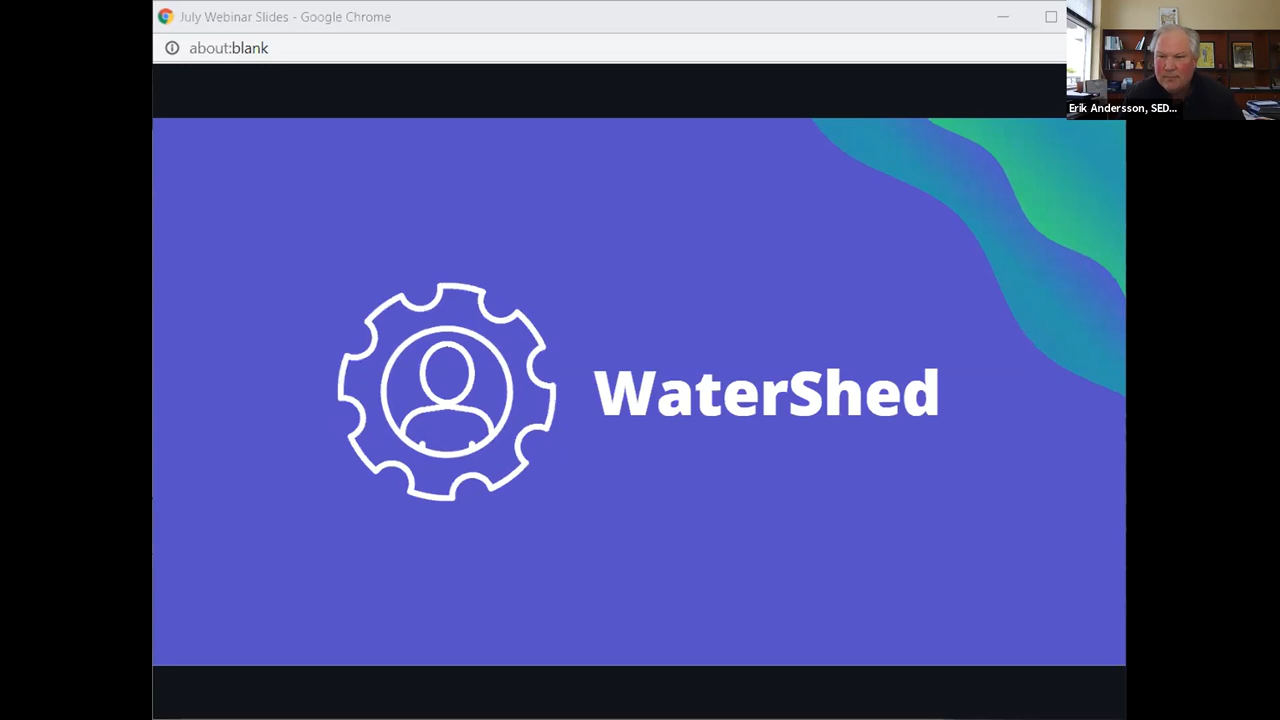 July Webinar Slides - Google Chrome
about:blank
Erik Andersson, SED...
WaterShed